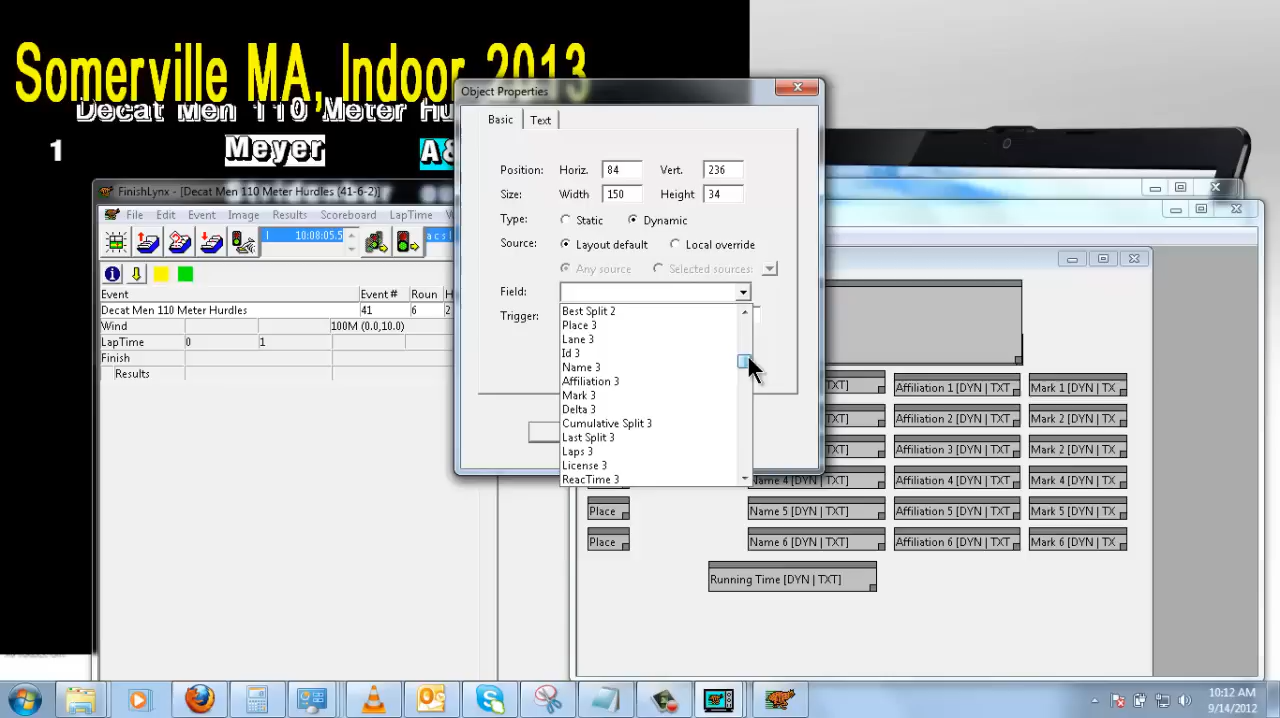 Somerville MA, Indoor 2013
Decat Men 110 Meter Hu
1 Meyer A&
Object Properties
Basic Text
Position: Horiz. 84 Vert. 236
Size: Width 150 Height 34
Type: Static Dynamic
Source: Layout default Local override
Any source Selected sources:
Field:
Trigger:
Best Split 2
Place 3
Lane 3
Id 3
Name 3
Affiliation 3
Mark 3
Delta 3
Cumulative Split 3
Last Split 3
Laps 3
License 3
ReacTime 3
FinishLynx - [Decat Men 110 Meter Hurdles (41-6-2)]
File Edit Event Image Results Scoreboard LapTime
10:08:05.5 a c s l
Event Event # Roun H
Decat Men 110 Meter Hurdles 41 6 2
Wind 100M (0.0,10.0)
LapTime 0 1
Finish
Results
TXT] Affiliation 1 [DYN | TXT Mark 1 [DYN | TX
TXT] Affiliation 2 [DYN | TXT Mark 2 [DYN | TX
TXT] Affiliation 3 [DYN | TXT Mark 3 [DYN | TX
Name 4 [DYN | TXT] Affiliation 4 [DYN | TXT Mark 4 [DYN | TX
Place Name 5 [DYN | TXT] Affiliation 5 [DYN | TXT Mark 5 [DYN | TX
Place Name 6 [DYN | TXT] Affiliation 6 [DYN | TXT Mark 6 [DYN | TX
Running Time [DYN | TXT]
10:12 AM
9/14/2012